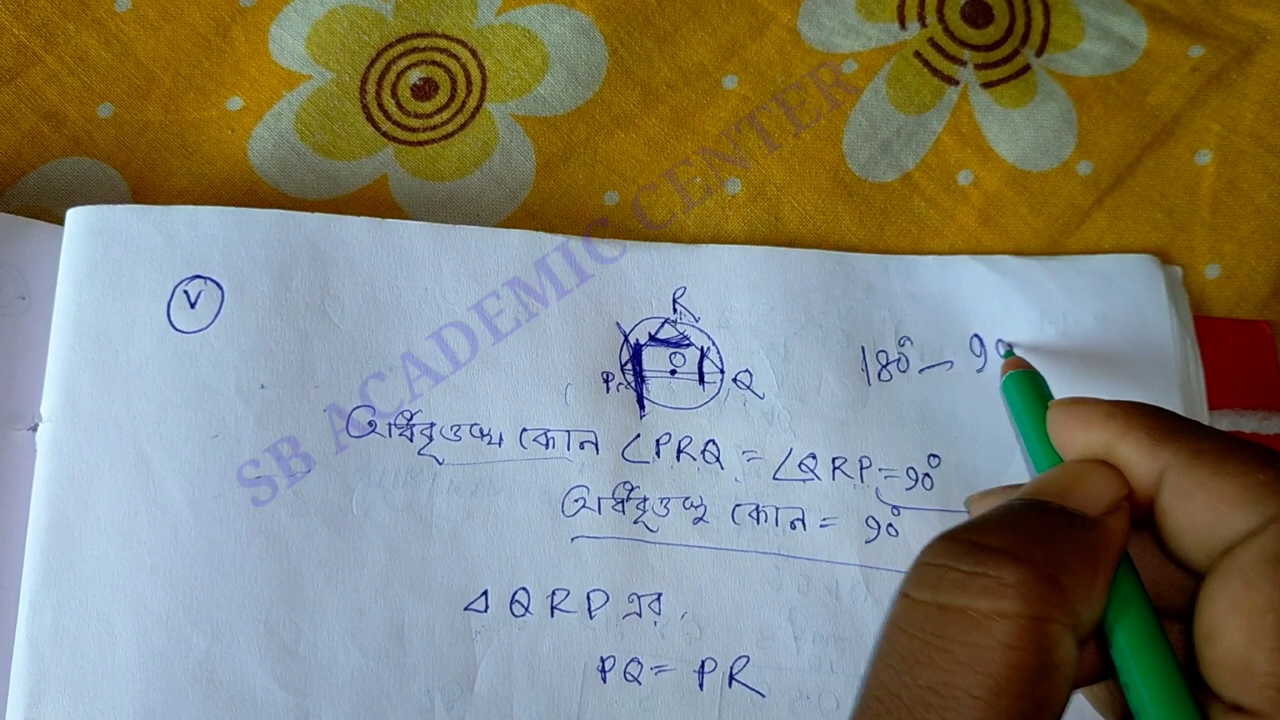 V
R
O
P
Q
180° - 90
অর্ধবৃত্তস্থ কোন ∠PRQ = ∠QRP = 90°
অর্ধবৃত্তস্থ কোন = 90°
Δ QRP এর,
PQ = PR
SB ACADEMIC CENTER